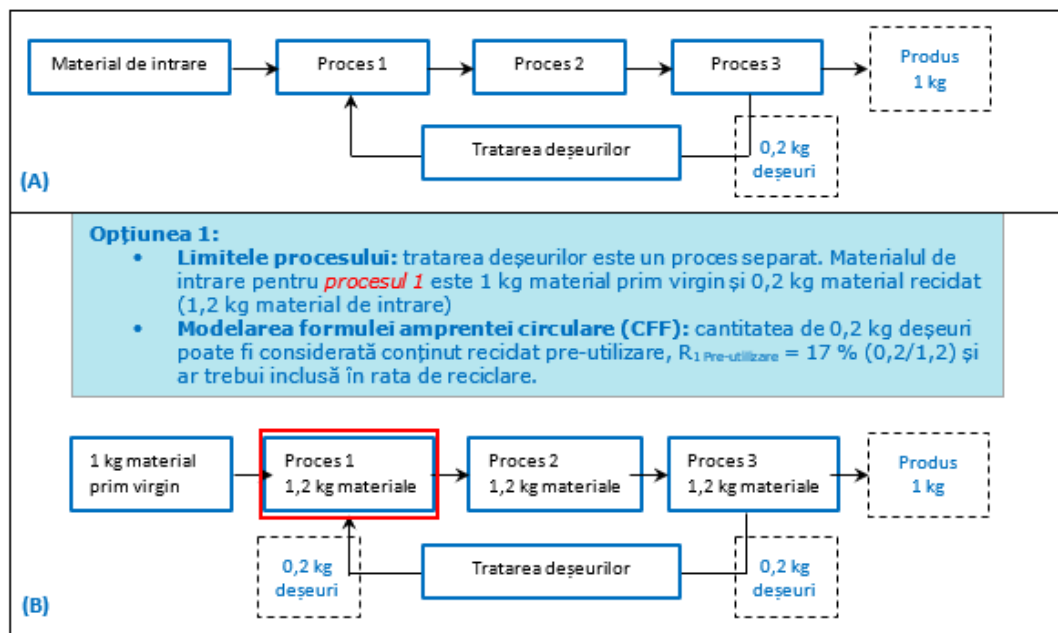 Material de intrare
Proces 1
Proces 2
Proces 3
Produs
1 kg
Tratarea deșeurilor
0,2 kg
deșeuri
(A)
Opţiunea 1:
• Limitele procesului: tratarea deșeurilor este un proces separat. Materialul de
intrare pentru procesul 1 este 1 kg material prim virgin și 0,2 kg material reciclat
(1,2 kg material de intrare)
• Modelarea formulei amprentei circulare (CFF): cantitatea de 0,2 kg deșeuri
poate fi considerată conținut reciclat pre-utilizare, R1 Pre-utilizare = 17 % (0,2/1,2) și
ar trebui inclusă în rata de reciclare.
1 kg material
prim virgin
Proces 1
1,2 kg materiale
Proces 2
1,2 kg materiale
Proces 3
1,2 kg materiale
Produs
1 kg
0,2 kg
deșeuri
Tratarea deșeurilor
0,2 kg
deșeuri
(B)